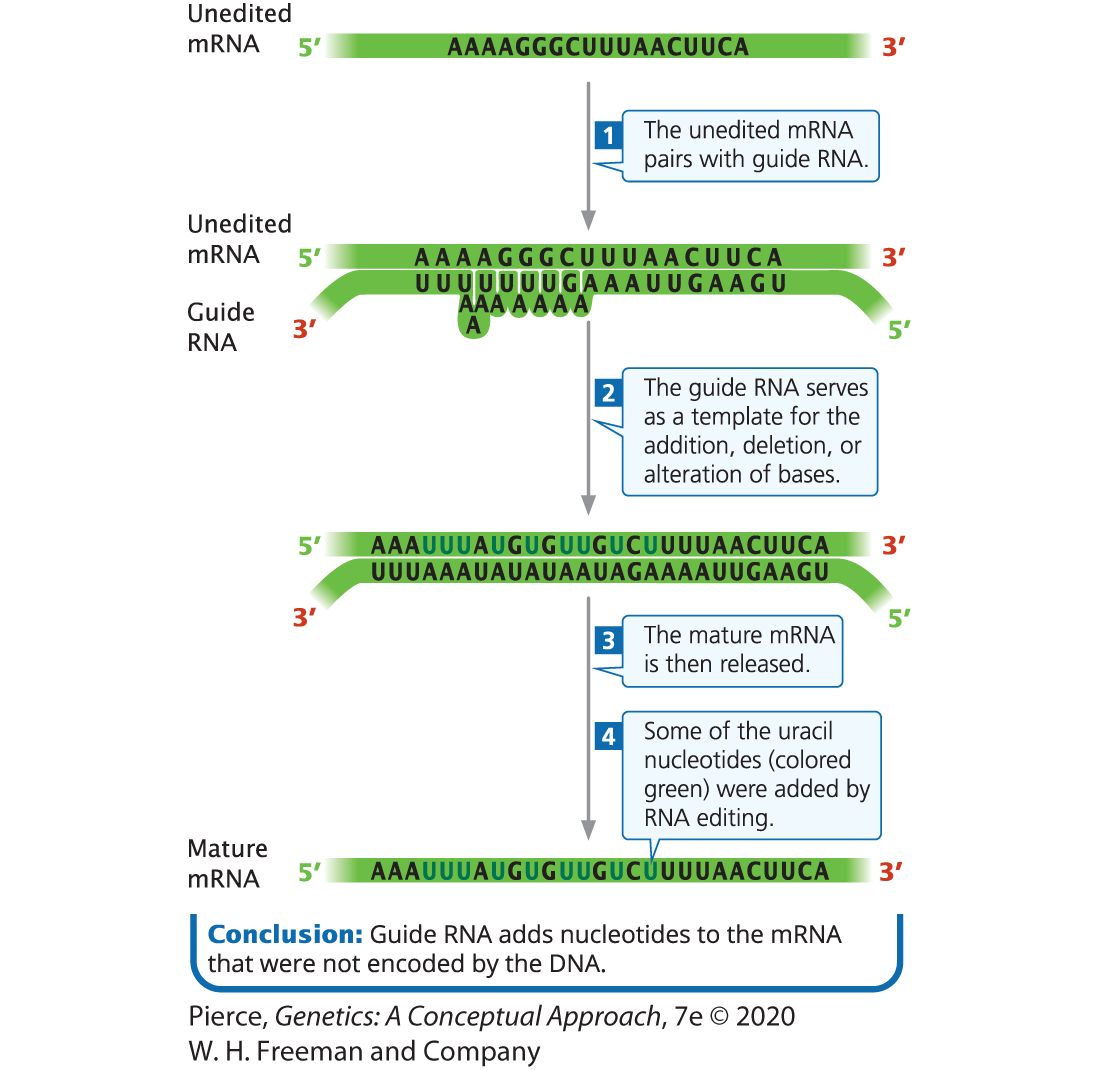 Unedited
mRNA
5′ AAAAGGGCUUUAACUUCA 3′
1 The unedited mRNA
pairs with guide RNA.
Unedited
mRNA
5′ AAAAGGGCUUUAACUUCA 3′
UUUUUUUGAAAUUGAAGU
AAAAAAA
A
Guide
RNA
3′ 5′
2 The guide RNA serves
as a template for the
addition, deletion, or
alteration of bases.
5′ AAAUUUAUGUGUUGUCUUUUAACUUCA 3′
UUUAAAUAUAUAAUAGAAAAUUGAAGU
3′ 5′
3 The mature mRNA
is then released.
4 Some of the uracil
nucleotides (colored
green) were added by
RNA editing.
Mature
mRNA
5′ AAAUUUAUGUGUUGUCUUUUAACUUCA 3′
Conclusion: Guide RNA adds nucleotides to the mRNA
that were not encoded by the DNA.
Pierce, Genetics: A Conceptual Approach, 7e © 2020
W. H. Freeman and Company